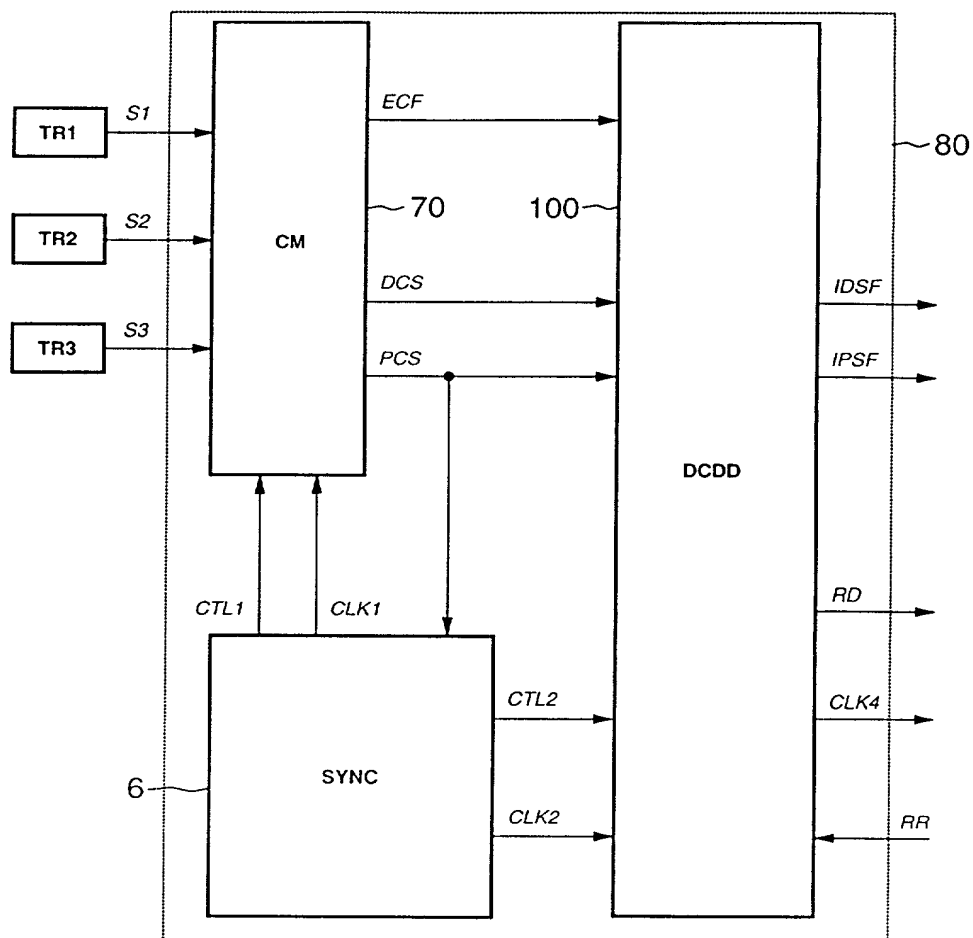 TR1
S1
ECF
80
TR2
S2
CM
70
100
DCS
IDSF
TR3
S3
PCS
IPSF
DCDD
CTL1
CLK1
RD
CTL2
CLK4
6
SYNC
CLK2
RR